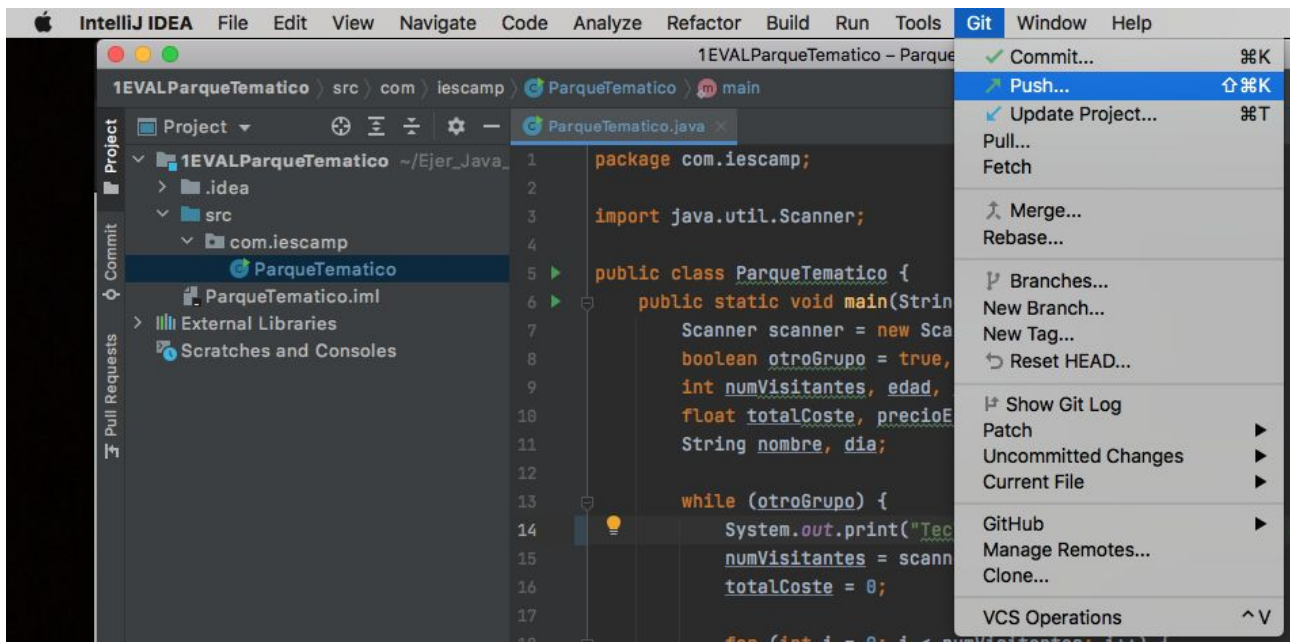 IntelliJ IDEA File Edit View Navigate Code Analyze Refactor Build Run Tools Git Window Help
1EVALParqueTematico – Parque
1EVALParqueTematico src com iescamp ParqueTematico main
Project
ParqueTematico.java
1EVALParqueTematico ~/Ejer_Java_
.idea
src
com.iescamp
ParqueTematico
ParqueTematico.iml
External Libraries
Scratches and Consoles
Project
Commit
Pull Requests
1 package com.iescamp;
2
3 import java.util.Scanner;
4
5 public class ParqueTematico {
6 public static void main(Strin
7 Scanner scanner = new Sca
8 boolean otroGrupo = true,
9 int numVisitantes, edad,
10 float totalCoste, precioE
11 String nombre, dia;
12
13 while (otroGrupo) {
14 System.out.print("Tec
15 numVisitantes = scann
16 totalCoste = 0;
17
Commit... ⌘K
Push... ⇧⌘K
Update Project... ⌘T
Pull...
Fetch
Merge...
Rebase...
Branches...
New Branch...
New Tag...
Reset HEAD...
Show Git Log
Patch
Uncommitted Changes
Current File
GitHub
Manage Remotes...
Clone...
VCS Operations ^V